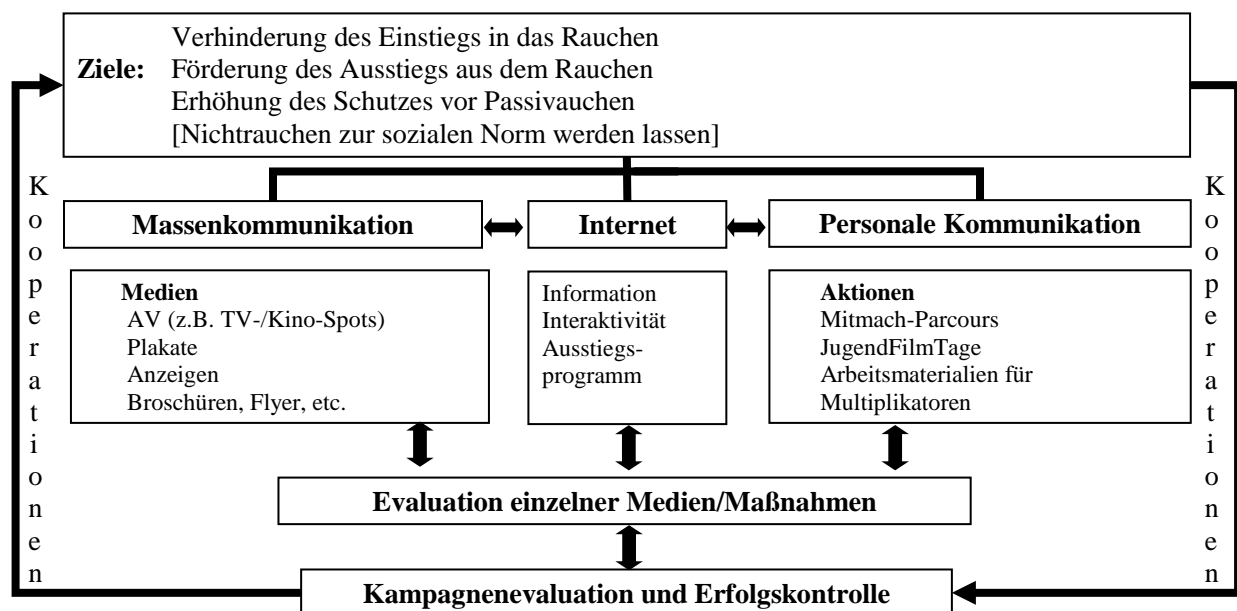 Verhinderung des Einstiegs in das Rauchen
Ziele: Förderung des Ausstiegs aus dem Rauchen
Erhöhung des Schutzes vor Passivauchen
[Nichtrauchen zur sozialen Norm werden lassen]
Kooperationen
Kooperationen
Massenkommunikation
Internet
Personale Kommunikation
Medien
AV (z.B. TV-/Kino-Spots)
Plakate
Anzeigen
Broschüren, Flyer, etc.
Information
Interaktivität
Ausstiegs-
programm
Aktionen
Mitmach-Parcours
JugendFilmTage
Arbeitsmaterialien für
Multiplikatoren
Evaluation einzelner Medien/Maßnahmen
Kampagnenevaluation und Erfolgskontrolle